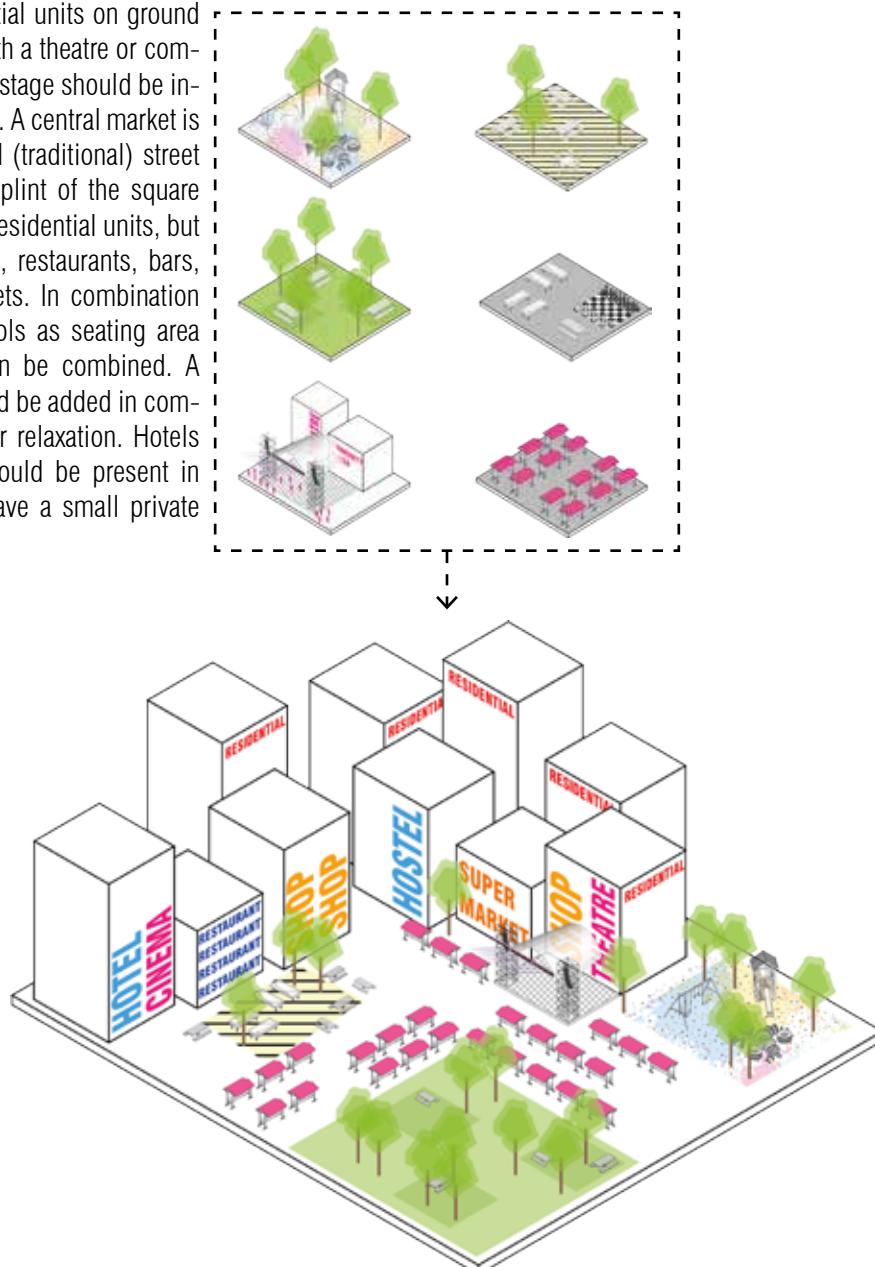 tial units on ground
th a theatre or com-
stage should be in-
. A central market is
l (traditional) street
plint of the square
esidential units, but
, restaurants, bars,
ets. In combination
ols as seating area
n be combined. A
d be added in com-
r relaxation. Hotels
ould be present in
ave a small private
RESIDENTIAL
RESIDENTIAL
RESIDENTIAL
RESIDENTIAL
HOTEL
CINEMA
RESTAURANT
RESTAURANT
RESTAURANT
RESTAURANT
SHOP
SHOP
HOSTEL
SUPER
MARKET
SHOP
THEATRE
RESIDENTIAL